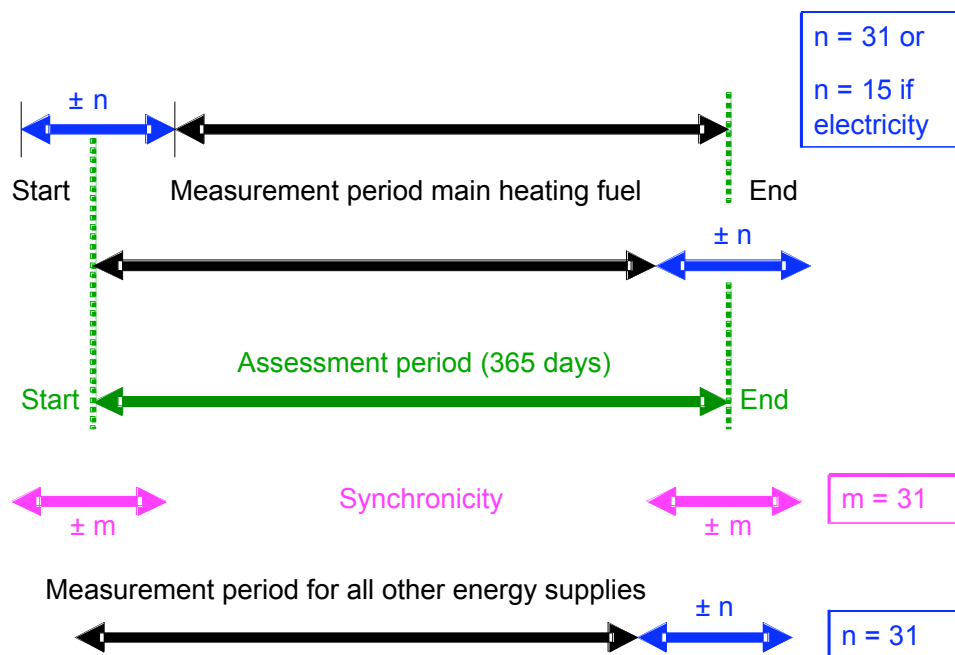 n = 31 or
n = 15 if
electricity
± n
Start
Measurement period main heating fuel
End
± n
Assessment period (365 days)
Start
End
Synchronicity
m = 31
± m
± m
Measurement period for all other energy supplies
± n
n = 31